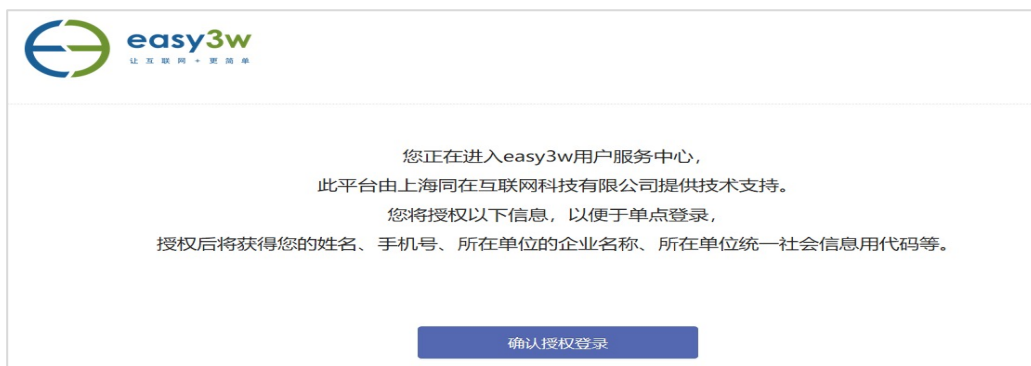 easy3w
让互联网+更简单
您正在进入easy3w用户服务中心，
此平台由上海同在互联网科技有限公司提供技术支持。
您将授权以下信息，以便于单点登录，
授权后将获得您的姓名、手机号、所在单位的企业名称、所在单位统一社会信息用代码等。
确认授权登录